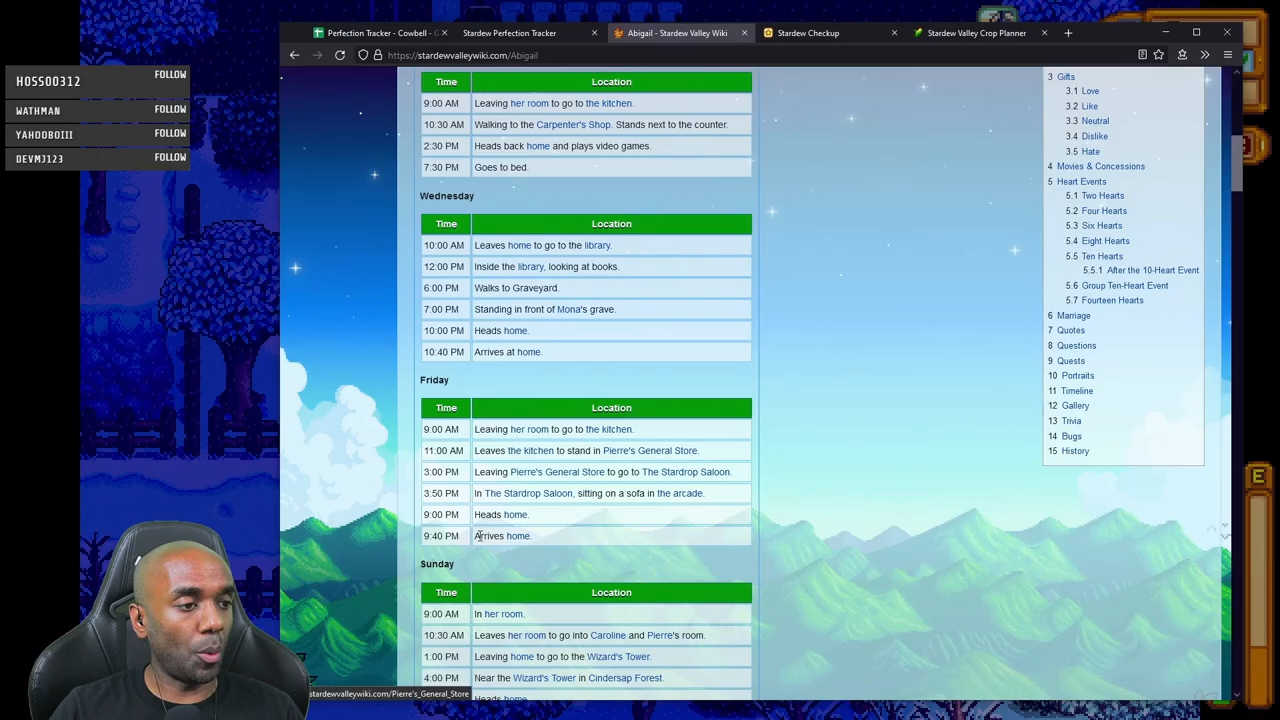 Perfection Tracker - Cowbell - G
Stardew Perfection Tracker
Abigail - Stardew Valley Wiki
Stardew Checkup
Stardew Valley Crop Planner
https://stardewvalleywiki.com/Abigail
HOSSO0312 FOLLOW
WATHMAN FOLLOW
YAHOOBOIII FOLLOW
DEVMJ123 FOLLOW
Time Location
9:00 AM Leaving her room to go to the kitchen.
10:30 AM Walking to the Carpenter's Shop. Stands next to the counter.
2:30 PM Heads back home and plays video games.
7:30 PM Goes to bed.
Wednesday
Time Location
10:00 AM Leaves home to go to the library.
12:00 PM Inside the library, looking at books.
6:00 PM Walks to Graveyard.
7:00 PM Standing in front of Mona's grave.
10:00 PM Heads home.
10:40 PM Arrives at home.
Friday
Time Location
9:00 AM Leaving her room to go to the kitchen.
11:00 AM Leaves the kitchen to stand in Pierre's General Store.
3:00 PM Leaving Pierre's General Store to go to The Stardrop Saloon.
3:50 PM In The Stardrop Saloon, sitting on a sofa in the arcade.
9:00 PM Heads home.
9:40 PM Arrives home.
Sunday
Time Location
9:00 AM In her room.
10:30 AM Leaves her room to go into Caroline and Pierre's room.
1:00 PM Leaving home to go to the Wizard's Tower.
4:00 PM Near the Wizard's Tower in Cindersap Forest.
Heads home.
stardewvalleywiki.com/Pierre's_General_Store
3 Gifts
3.1 Love
3.2 Like
3.3 Neutral
3.4 Dislike
3.5 Hate
4 Movies & Concessions
5 Heart Events
5.1 Two Hearts
5.2 Four Hearts
5.3 Six Hearts
5.4 Eight Hearts
5.5 Ten Hearts
5.5.1 After the 10-Heart Event
5.6 Group Ten-Heart Event
5.7 Fourteen Hearts
6 Marriage
7 Quotes
8 Questions
9 Quests
10 Portraits
11 Timeline
12 Gallery
13 Trivia
14 Bugs
15 History
E